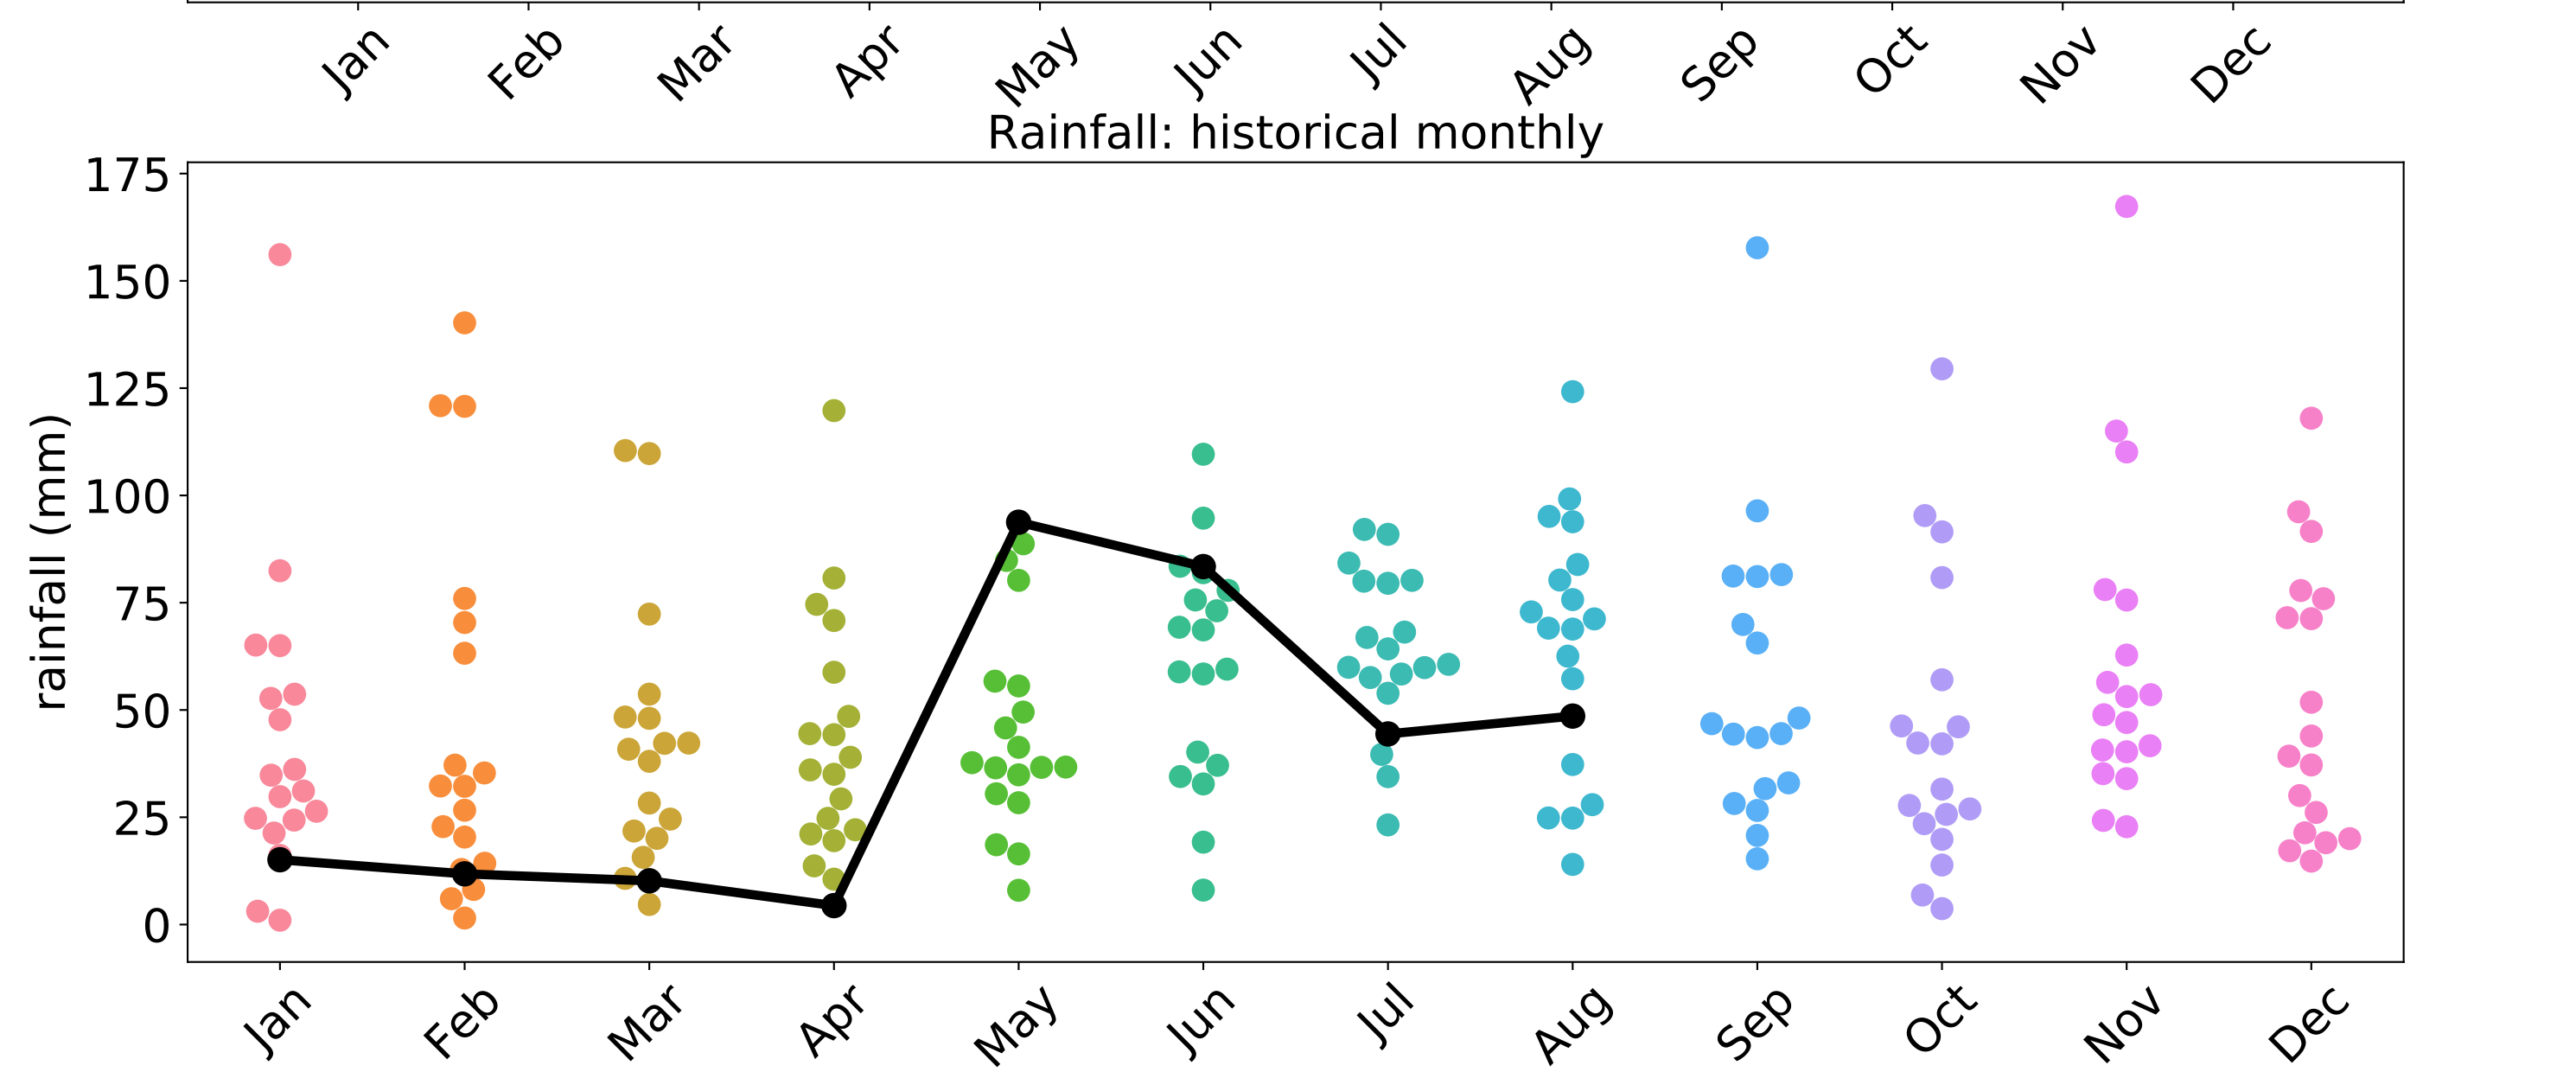 Jan Feb Mar Apr May Jun Jul Aug Sep Oct Nov Dec
Rainfall: historical monthly
175
150
125
100
75
50
25
0
rainfall (mm)
Jan Feb Mar Apr May Jun Jul Aug Sep Oct Nov Dec